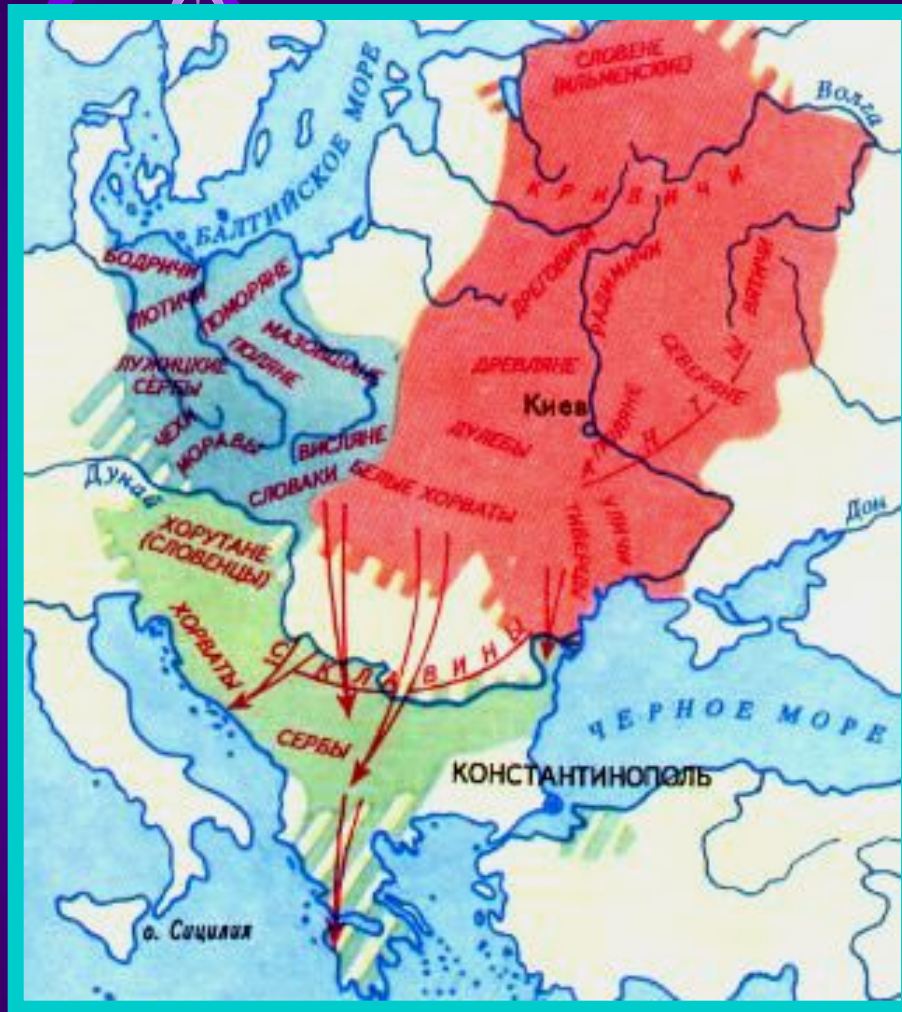 СЛОВЕНЕ
(ИЛЬМЕНСКИЕ)
Волга
БАЛТИЙСКОЕ МОРЕ
КРИВИЧИ
БОДРИЧИ
ЛЮТИЧИ
ПОМОРЯНЕ
МАЗОВШАНЕ
ПОЛЯНЕ
ЛУЖИЦКИЕ
СЕРБЫ
ЧЕХИ
МОРАВЫ
ВИСЛЯНЕ
СЛОВАКИ
ДРЕГОВИЧИ
РАДИМИЧИ
ВЯТИЧИ
СЕВЕРЯНЕ
ДРЕВЛЯНЕ
Киев
ПОЛЯНЕ
АНТЫ
ДУЛЕБЫ
БЕЛЫЕ ХОРВАТЫ
ТИВЕРЦЫ
УЛИЧИ
Дунай
Дон
ХОРУТАНЕ
(СЛОВЕНЦЫ)
ХОРВАТЫ
СКЛАВИНЫ
СЕРБЫ
ЧЕРНОЕ МОРЕ
КОНСТАНТИНОПОЛЬ
о. Сицилия